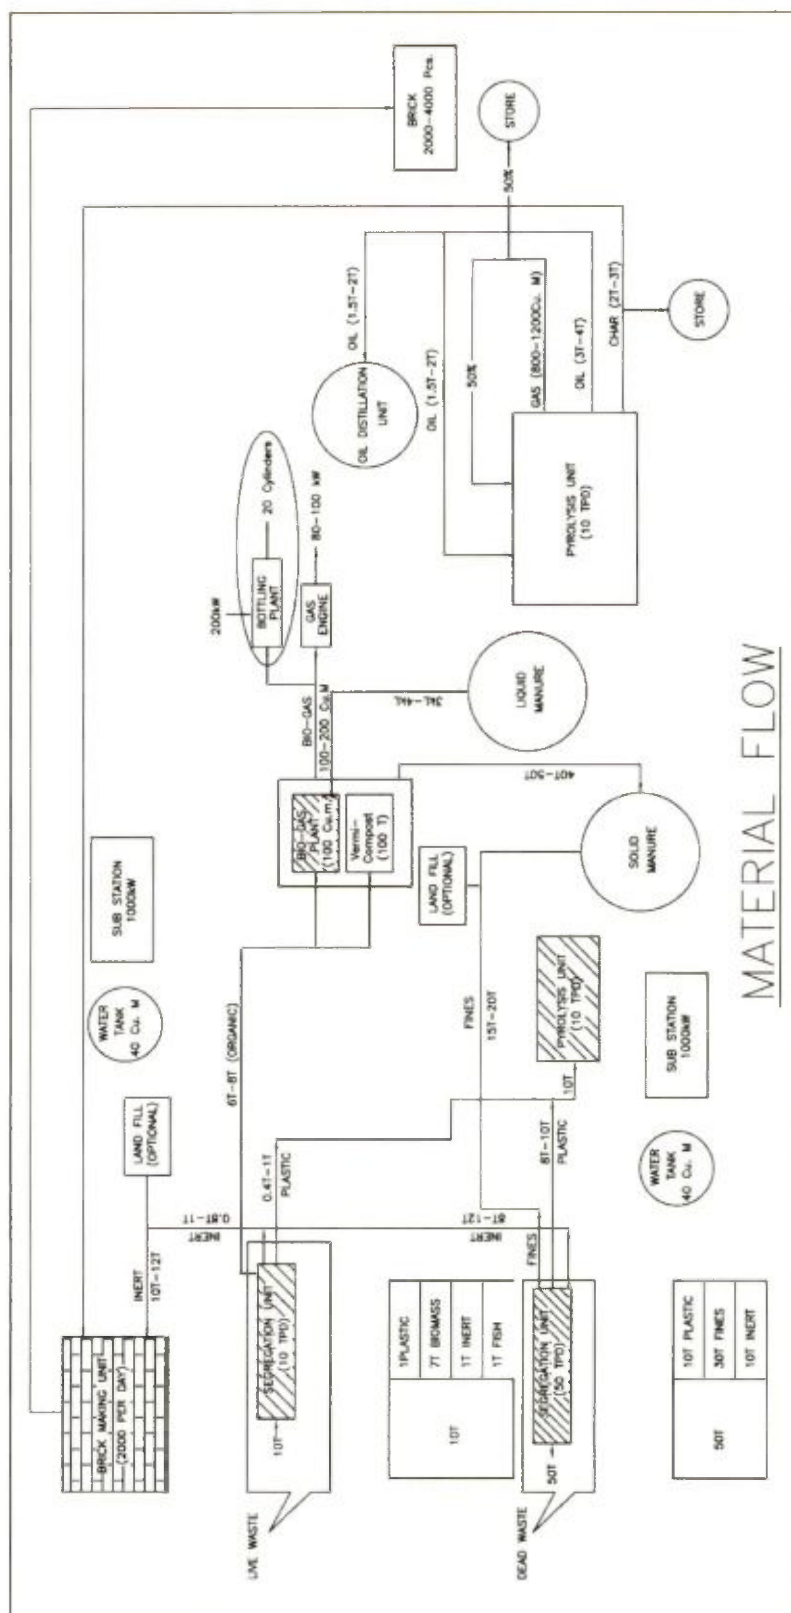 BRICK MAKING UNIT
(2000 PER DAY)
INERT
10T-12T
LAND FILL
(OPTIONAL)
WATER
TANK
40 Cu. M
SUB STATION
1000kW
BRICK
2000-4000 Pcs.
LIVE WASTE
10T
SEGREGATION UNIT
(10 TPD)
INERT
0.8T-1T
0.4T-1T
PLASTIC
6T-8T (ORGANIC)
BIO-GAS
PLANT
(100 Cu.m)
Vermi-
Compost
(100 T)
BIO-GAS
100-200 Cu.M
200kW
BOTTLING
PLANT
20 Cylinders
GAS
ENGINE
80-100 kW
OIL DISTILLATION
UNIT
OIL (1.5T-2T)
OIL (1.5T-2T)
50%
GAS (800-1200Cu. M)
OIL (3T-4T)
CHAR (2T-3T)
50%
STORE
STORE
PYROLYSIS UNIT
(10 TPD)
3KL-4KL
LIQUID
MANURE
40T-50T
SOLID
MANURE
LAND FILL
(OPTIONAL)
FINES
15T-20T
10T
1PLASTIC
7T BIOMASS
1T INERT
1T FISH
DEAD WASTE
50T
SEGREGATION UNIT
(50 TPD)
FINES
INERT
8T-12T
8T-10T
PLASTIC
10T
PYROLYSIS UNIT
(10 TPD)
50T
10T PLASTIC
30T FINES
10T INERT
WATER
TANK
40 Cu. M
SUB STATION
1000kW
MATERIAL FLOW